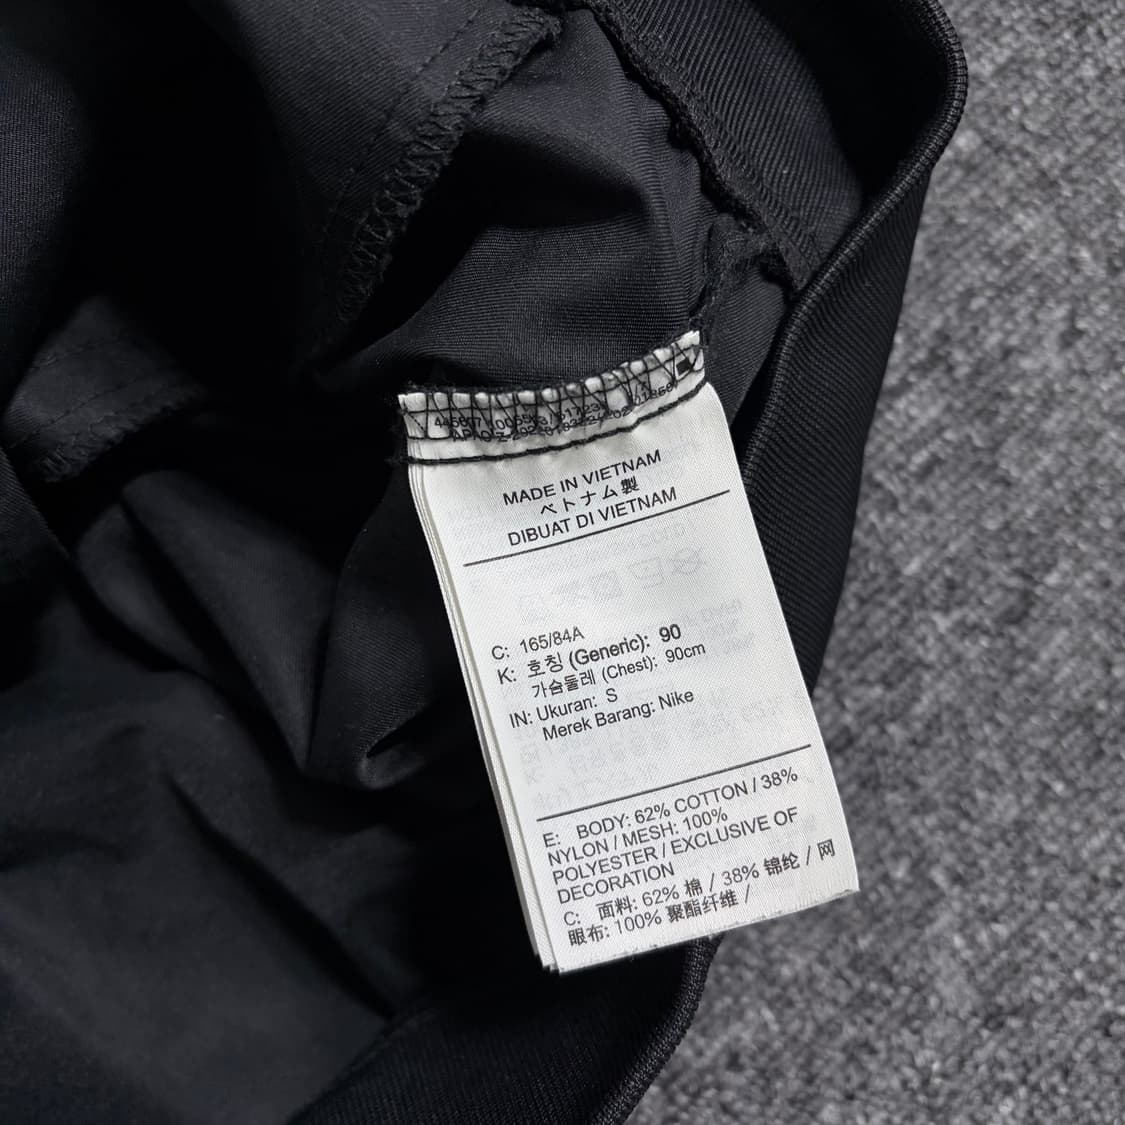 MADE IN VIETNAM
ベトナム製
DIBUAT DI VIETNAM
C: 165/84A
K: 호칭 (Generic): 90
가슴둘레 (Chest): 90cm
IN: Ukuran: S
Merek Barang: Nike
E: BODY: 62% COTTON / 38%
NYLON / MESH: 100%
POLYESTER / EXCLUSIVE OF
DECORATION
C: 面料: 62% 棉 / 38% 锦纶 / 网
眼布: 100% 聚酯纤维 /